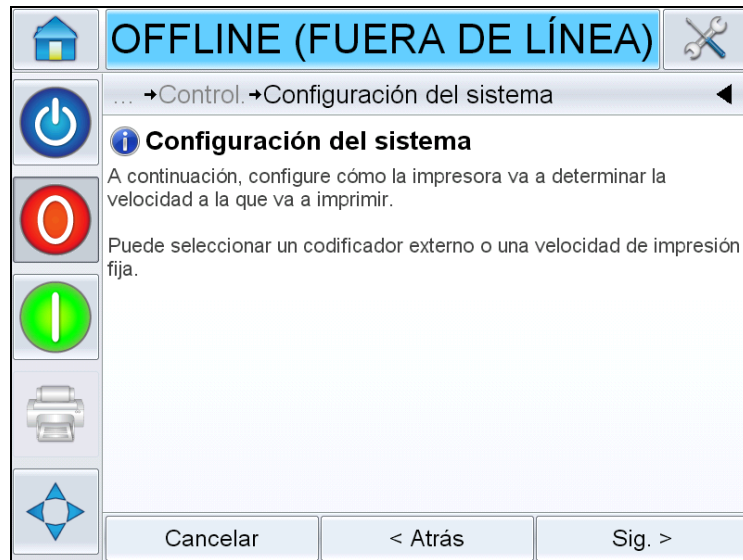 OFFLINE (FUERA DE LÍNEA)
... →Control.→Configuración del sistema
Configuración del sistema
A continuación, configure cómo la impresora va a determinar la
velocidad a la que va a imprimir.
Puede seleccionar un codificador externo o una velocidad de impresión
fija.
Cancelar
< Atrás
Sig. >